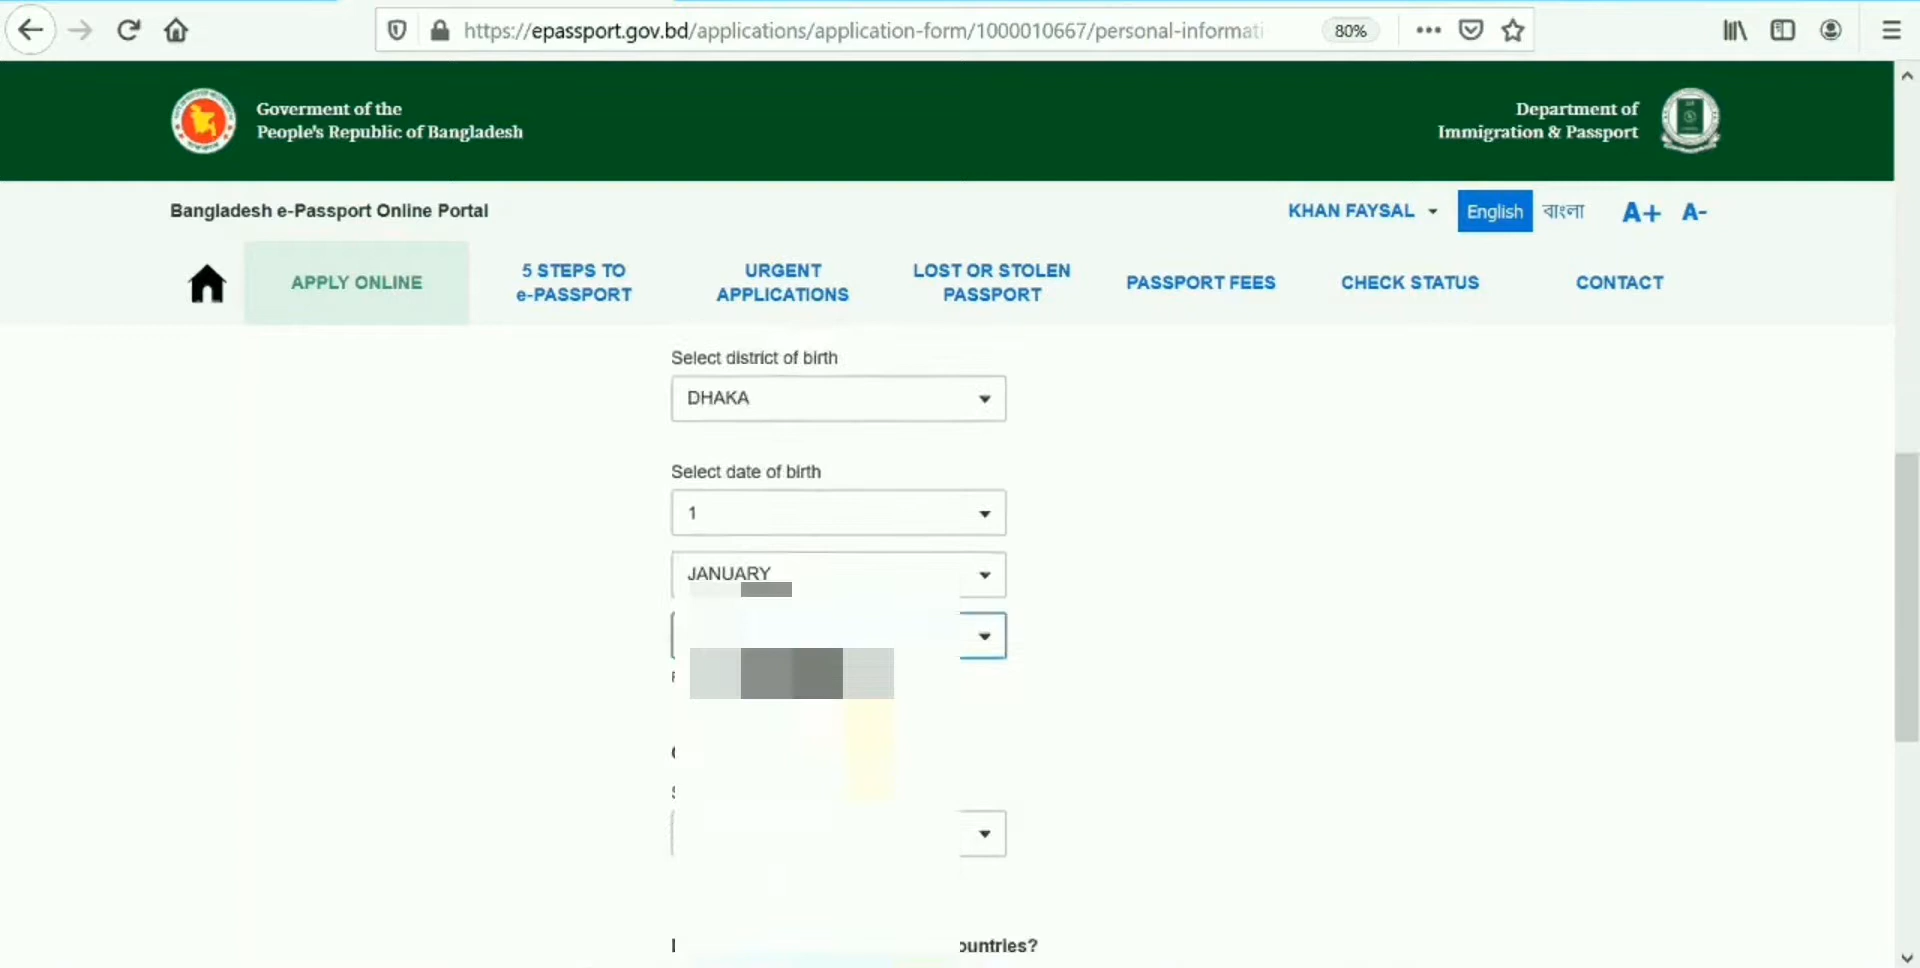 https://epassport.gov.bd/applications/application-form/1000010667/personal-informati
80%
Goverment of the
People's Republic of Bangladesh
Department of
Immigration & Passport
Bangladesh e-Passport Online Portal
KHAN FAYSAL
English
বাংলা
A+
A-
APPLY ONLINE
5 STEPS TO
e-PASSPORT
URGENT
APPLICATIONS
LOST OR STOLEN
PASSPORT
PASSPORT FEES
CHECK STATUS
CONTACT
Select district of birth
DHAKA
Select date of birth
1
JANUARY
ountries?